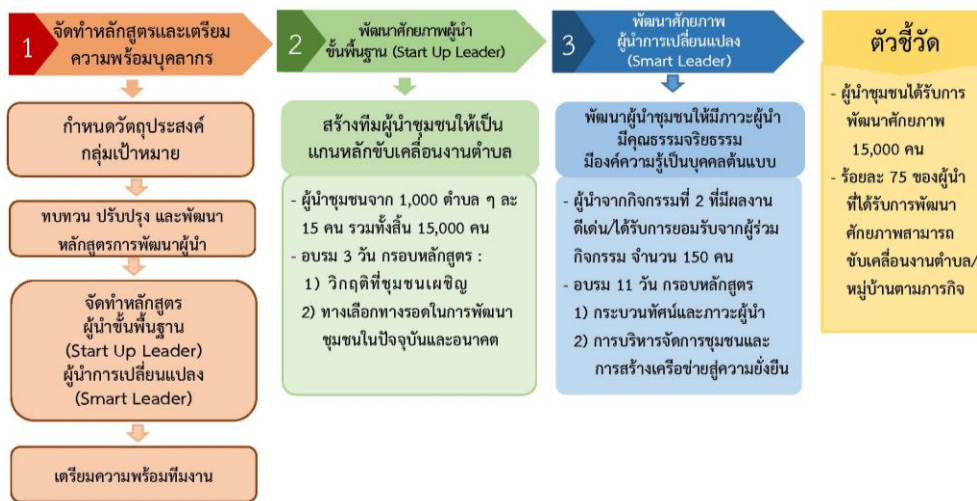 1
จัดทำหลักสูตรและเตรียม
ความพร้อมบุคลากร
กำหนดวัตถุประสงค์
กลุ่มเป้าหมาย
ทบทวน ปรับปรุง และพัฒนา
หลักสูตรการพัฒนาผู้นำ
จัดทำหลักสูตร
ผู้นำขั้นพื้นฐาน
(Start Up Leader)
ผู้นำการเปลี่ยนแปลง
(Smart Leader)
เตรียมความพร้อมทีมงาน
2
พัฒนาศักยภาพผู้นำ
ขั้นพื้นฐาน (Start Up Leader)
สร้างทีมผู้นำชุมชนให้เป็น
แกนหลักขับเคลื่อนงานตำบล
- ผู้นำชุมชนจาก 1,000 ตำบล ๆ ละ
15 คน รวมทั้งสิ้น 15,000 คน
- อบรม 3 วัน กรอบหลักสูตร :
1) วิกฤติที่ชุมชนเผชิญ
2) ทางเลือกทางรอดในการพัฒนา
ชุมชนในปัจจุบันและอนาคต
3
พัฒนาศักยภาพ
ผู้นำการเปลี่ยนแปลง
(Smart Leader)
พัฒนาผู้นำชุมชนให้มีภาวะผู้นำ
มีคุณธรรมจริยธรรม
มีองค์ความรู้เป็นบุคคลต้นแบบ
- ผู้นำจากกิจกรรมที่ 2 ที่มีผลงาน
ดีเด่น/ได้รับการยอมรับจากผู้ร่วม
กิจกรรม จำนวน 150 คน
- อบรม 11 วัน กรอบหลักสูตร
1) กระบวนทัศน์และภาวะผู้นำ
2) การบริหารจัดการชุมชนและ
การสร้างเครือข่ายสู่ความยั่งยืน
ตัวชี้วัด
- ผู้นำชุมชนได้รับการ
พัฒนาศักยภาพ
15,000 คน
- ร้อยละ 75 ของผู้นำ
ที่ได้รับการพัฒนา
ศักยภาพสามารถ
ขับเคลื่อนงานตำบล/
หมู่บ้านตามภารกิจ